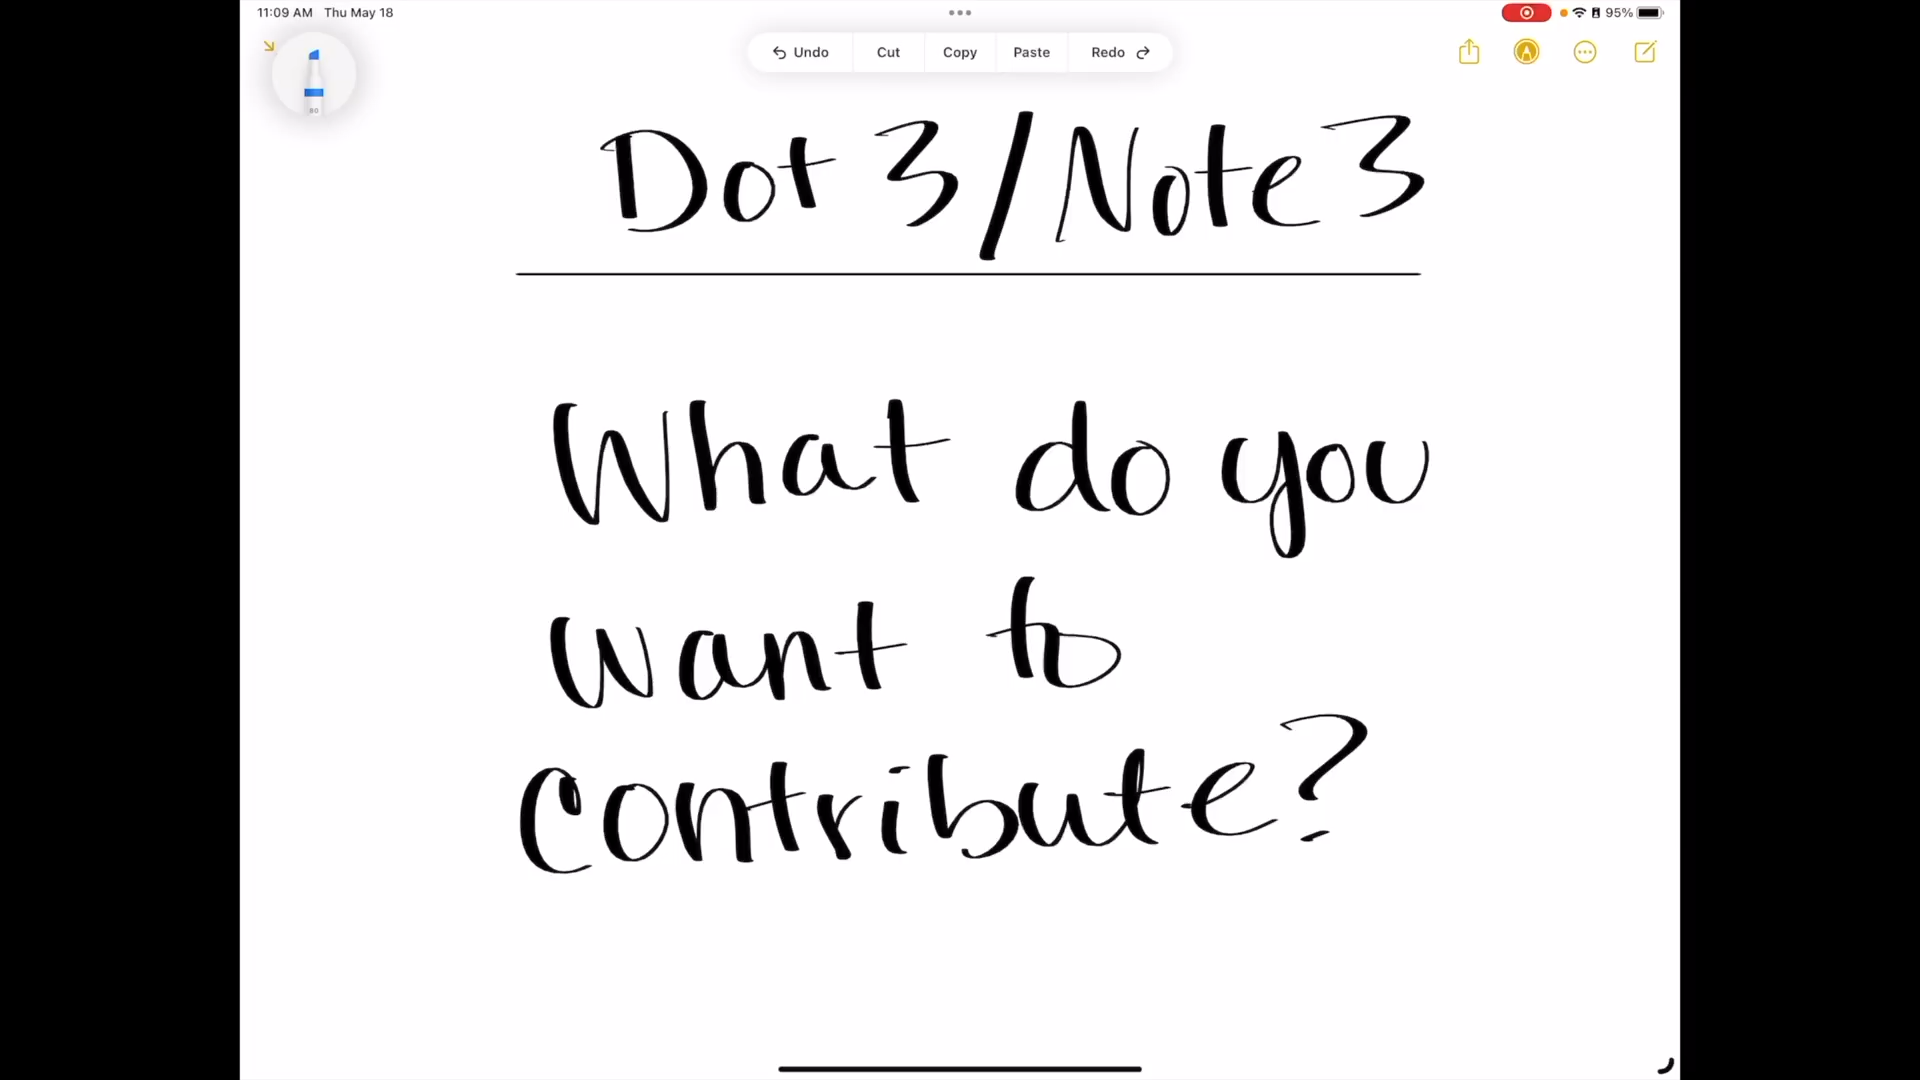 11:09 AM Thu May 18
95%
Undo Cut Copy Paste Redo
80
Dot 3/Note 3
What do you
want to
contribute?